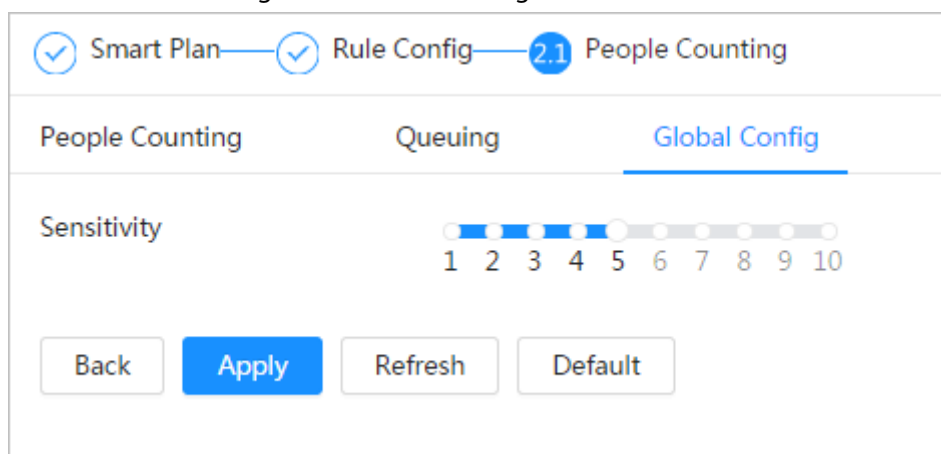 Smart Plan Rule Config 2.1 People Counting
People Counting Queuing Global Config
Sensitivity
1 2 3 4 5 6 7 8 9 10
Back Apply Refresh Default